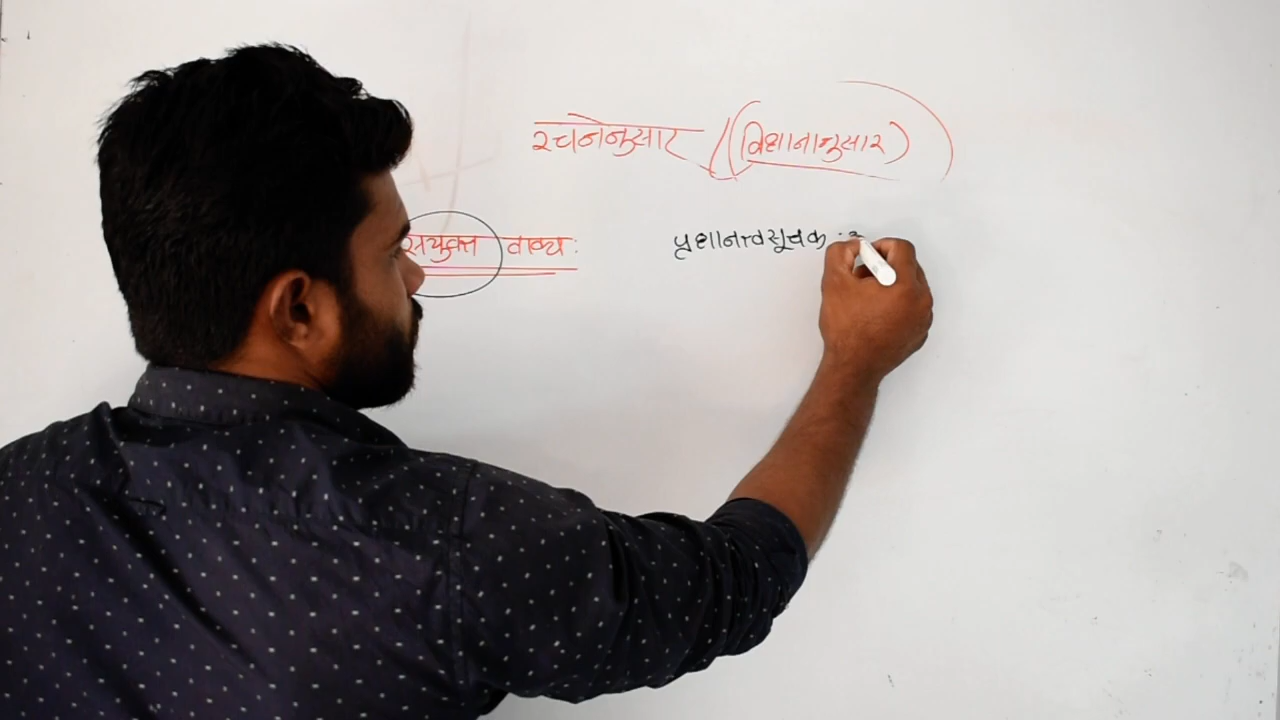 रचनेनुसार / (विधानानुसार)
संयुक्त वाक्य :
प्रधानत्वसूचक :